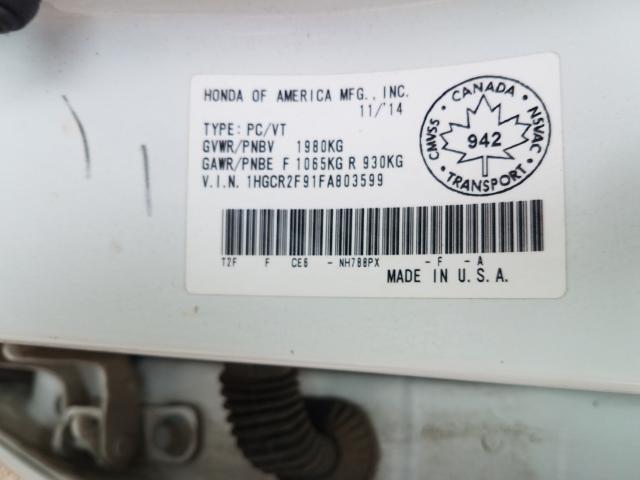 HONDA OF AMERICA MFG., INC.
11/'14
TYPE: PC/VT
GVWR/PNBV 1980KG
GAWR/PNBE F 1065KG R 930KG
V.I.N. 1HGCR2F91FA803599
T2F F CE6 - NH788PX - F - A
MADE IN U.S.A.
CANADA
CMVSS
942
NSVAC
TRANSPORT